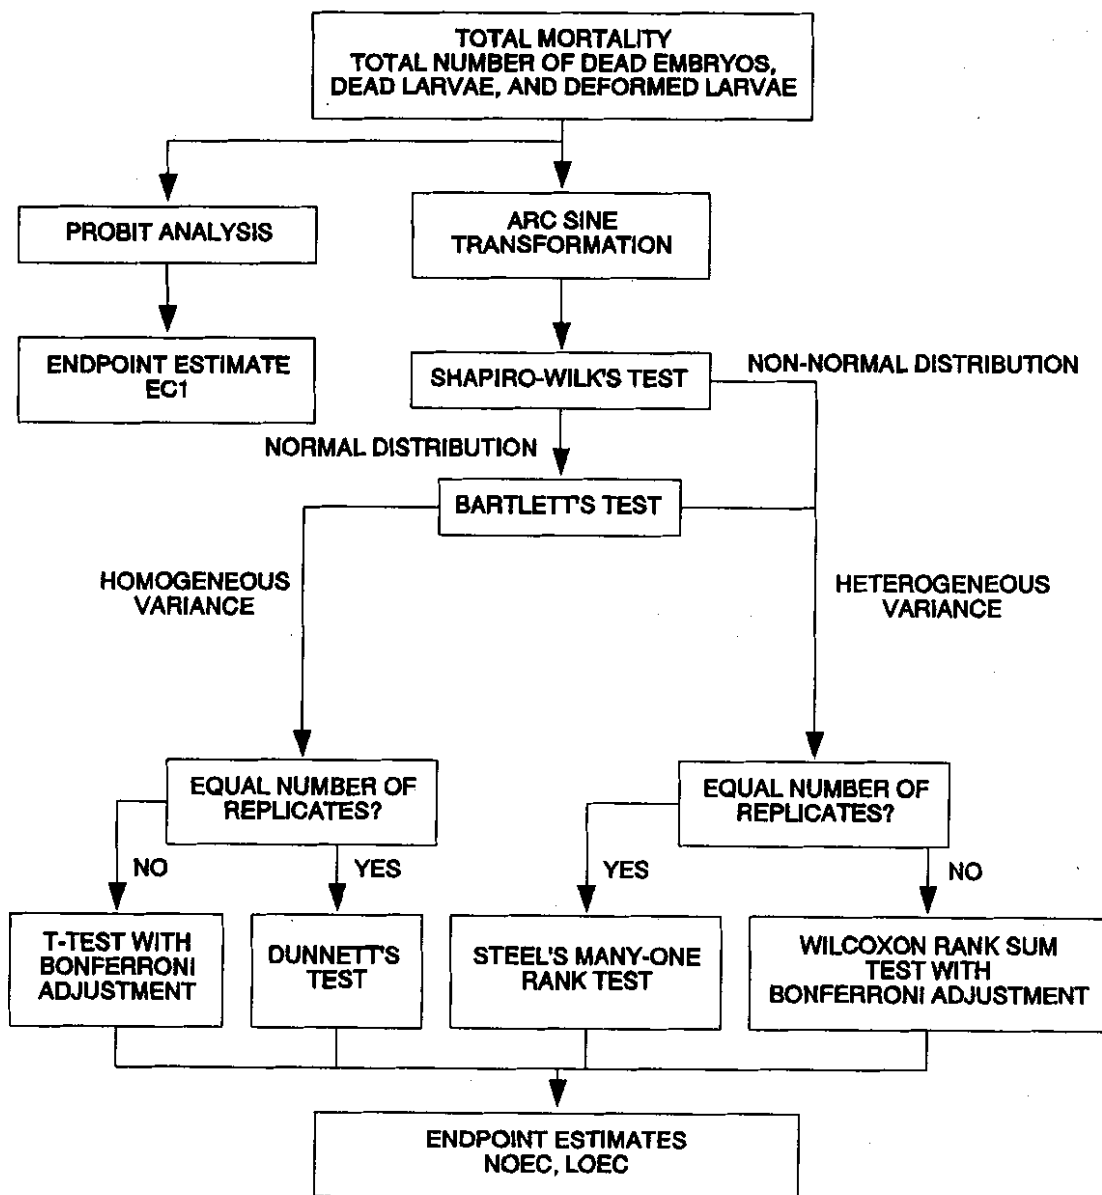 TOTAL MORTALITY
TOTAL NUMBER OF DEAD EMBRYOS,
DEAD LARVAE, AND DEFORMED LARVAE
PROBIT ANALYSIS
ARC SINE
TRANSFORMATION
ENDPOINT ESTIMATE
EC1
SHAPIRO-WILK'S TEST
NON-NORMAL DISTRIBUTION
NORMAL DISTRIBUTION
BARTLETT'S TEST
HOMOGENEOUS
VARIANCE
HETEROGENEOUS
VARIANCE
EQUAL NUMBER OF
REPLICATES?
EQUAL NUMBER OF
REPLICATES?
NO
YES
YES
NO
T-TEST WITH
BONFERRONI
ADJUSTMENT
DUNNETT'S
TEST
STEEL'S MANY-ONE
RANK TEST
WILCOXON RANK SUM
TEST WITH
BONFERRONI ADJUSTMENT
ENDPOINT ESTIMATES
NOEC, LOEC